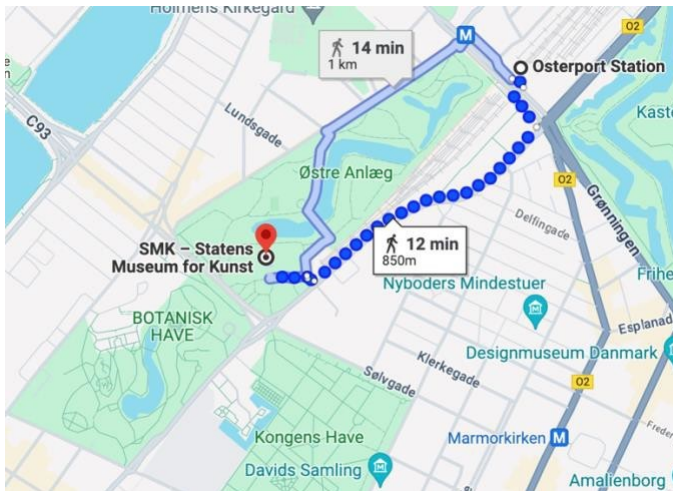 Holmens Kirkegård
O2
M
14 min
1 km
Osterport Station
C93
Lundsgade
Østre Anlæg
O2
Grønningen
SMK – Statens
Museum for Kunst
12 min
850m
Delfingade
Nyboders Mindestuer
BOTANISK
HAVE
Esplanad
Designmuseum Danmark
Sølvgade
Klerkegade
O2
Kongens Have
Marmorkirken M
Davids Samling
Amalienborg